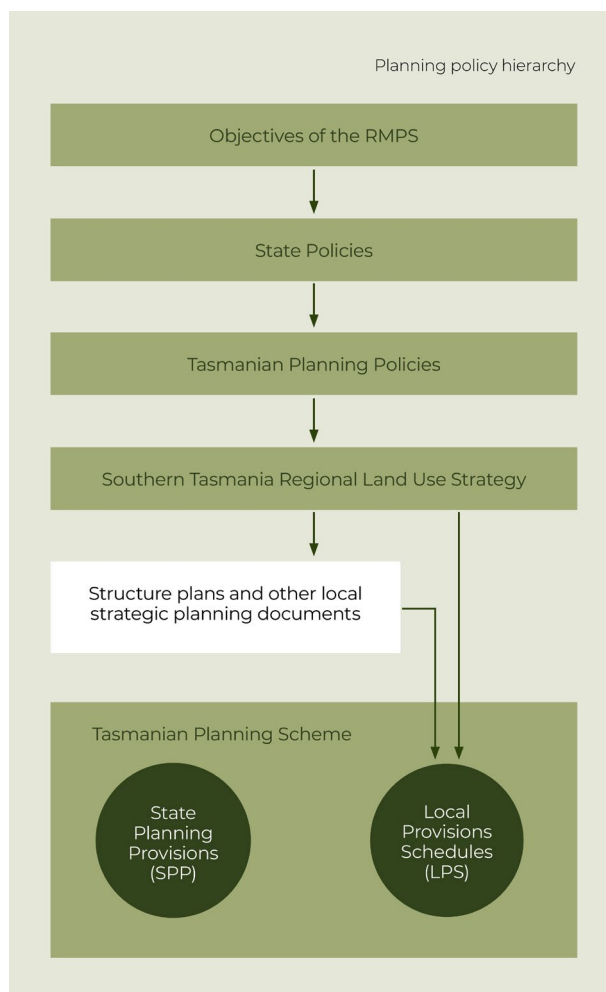 Planning policy hierarchy
Objectives of the RMPS
State Policies
Tasmanian Planning Policies
Southern Tasmania Regional Land Use Strategy
Structure plans and other local
strategic planning documents
Tasmanian Planning Scheme
State
Planning
Provisions
(SPP)
Local
Provisions
Schedules
(LPS)